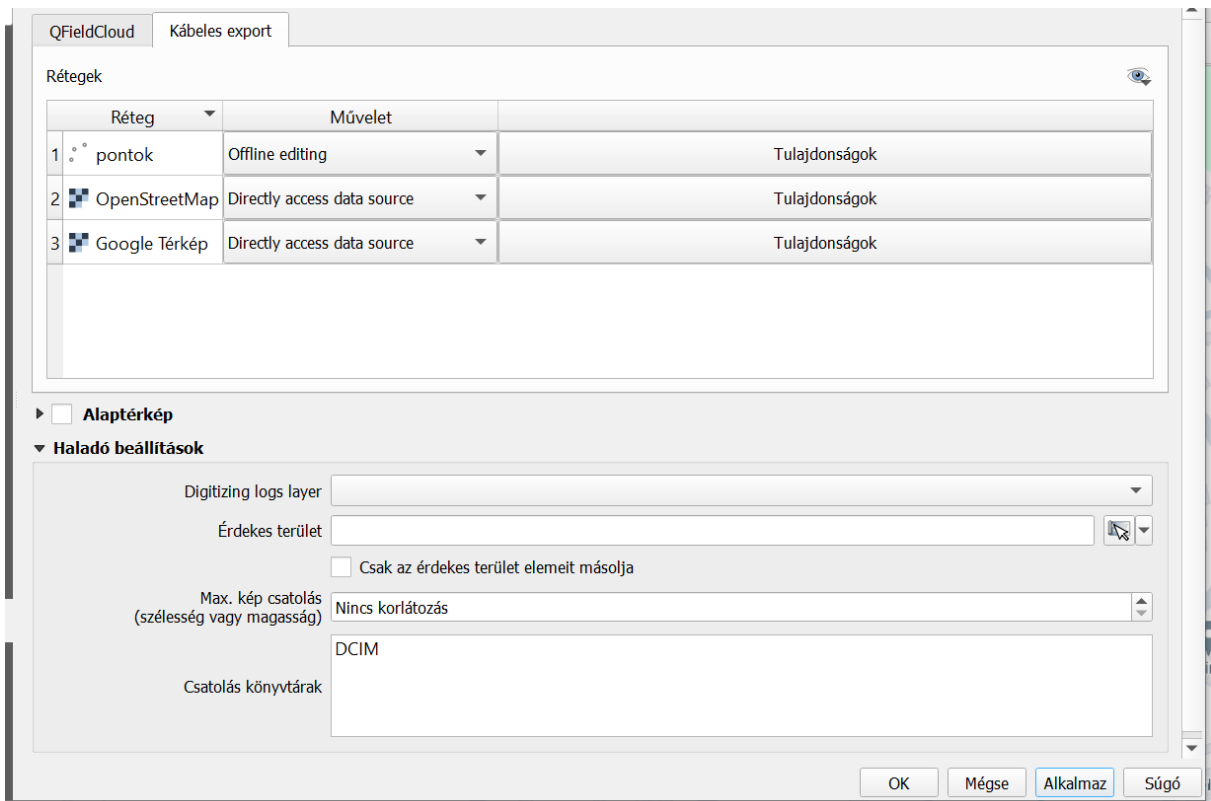 QFieldCloud
Kábeles export
Rétegek
Réteg
Művelet
1 pontok Offline editing Tulajdonságok
2 OpenStreetMap Directly access data source Tulajdonságok
3 Google Térkép Directly access data source Tulajdonságok
Alaptérkép
Haladó beállítások
Digitizing logs layer
Érdekes terület
Csak az érdekes terület elemeit másolja
Max. kép csatolás
(szélesség vagy magasság)
Nincs korlátozás
Csatolás könyvtárak
DCIM
OK
Mégse
Alkalmaz
Súgó